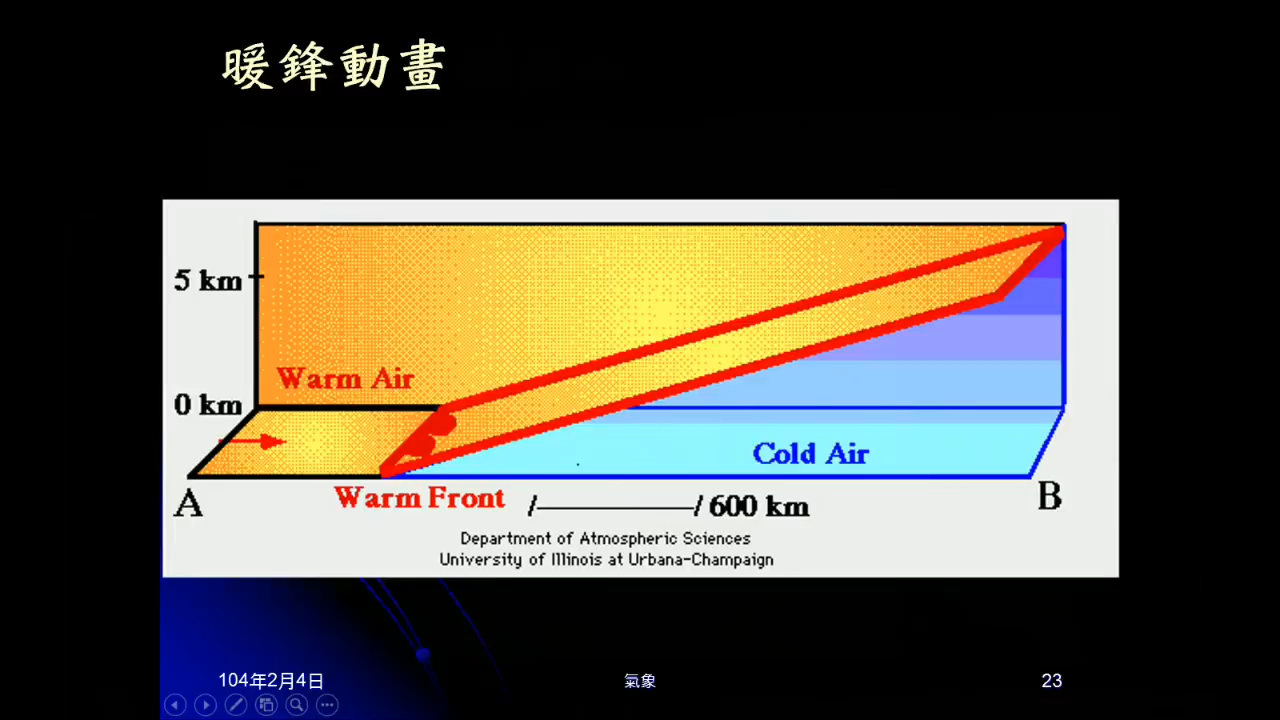 暖鋒動畫
5 km
Warm Air
0 km
Cold Air
A
Warm Front
600 km
B
Department of Atmospheric Sciences
University of Illinois at Urbana-Champaign
104年2月4日
氣象
23